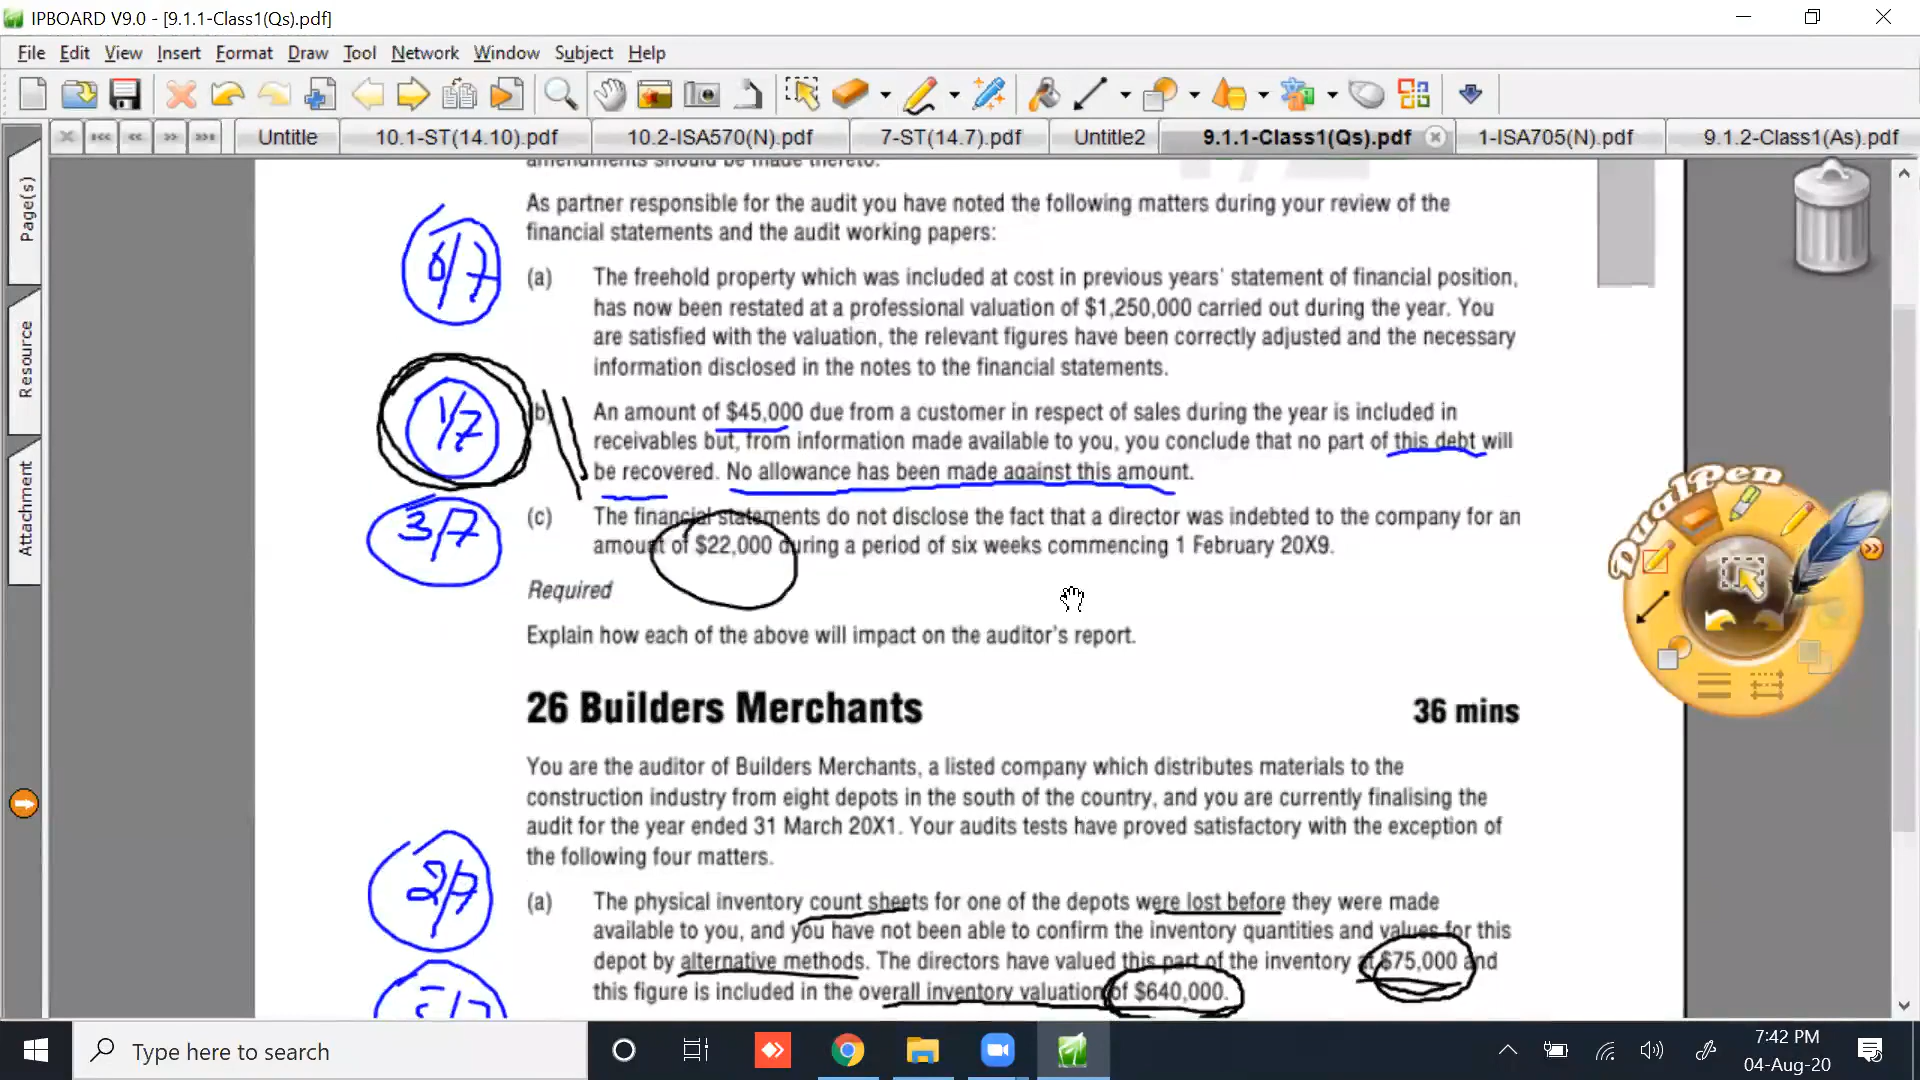 IPBOARD V9.0 - [9.1.1-Class1(Qs).pdf]
File Edit View Insert Format Draw Tool Network Window Subject Help
Untitle 10.1-ST(14.10).pdf 10.2-ISA570(N).pdf 7-ST(14.7).pdf Untitle2 9.1.1-Class1(Qs).pdf 1-ISA705(N).pdf 9.1.2-Class1(As).pdf
Page(s)
Resource
Attachment
amendments should be made thereto.
As partner responsible for the audit you have noted the following matters during your review of the
financial statements and the audit working papers:
6/7
(a) The freehold property which was included at cost in previous years' statement of financial position,
has now been restated at a professional valuation of $1,250,000 carried out during the year. You
are satisfied with the valuation, the relevant figures have been correctly adjusted and the necessary
information disclosed in the notes to the financial statements.
1/7
(b) An amount of $45,000 due from a customer in respect of sales during the year is included in
receivables but, from information made available to you, you conclude that no part of this debt will
be recovered. No allowance has been made against this amount.
3/7
(c) The financial statements do not disclose the fact that a director was indebted to the company for an
amount of $22,000 during a period of six weeks commencing 1 February 20X9.
Required
Explain how each of the above will impact on the auditor's report.
DualPen
26 Builders Merchants 36 mins
You are the auditor of Builders Merchants, a listed company which distributes materials to the
construction industry from eight depots in the south of the country, and you are currently finalising the
audit for the year ended 31 March 20X1. Your audits tests have proved satisfactory with the exception of
the following four matters.
2/7
(a) The physical inventory count sheets for one of the depots were lost before they were made
available to you, and you have not been able to confirm the inventory quantities and values for this
depot by alternative methods. The directors have valued this part of the inventory at $75,000 and
this figure is included in the overall inventory valuation of $640,000.
Type here to search
7:42 PM
04-Aug-20